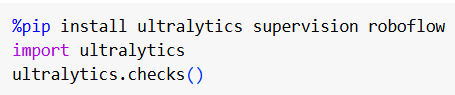 %pip install ultralytics supervision roboflow
import ultralytics
ultralytics.checks()